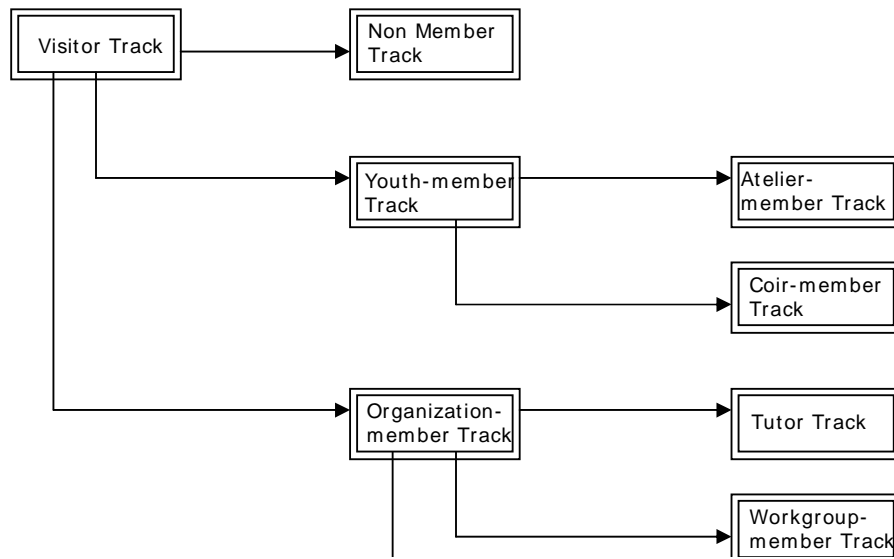 Visitor Track
Non Member
Track
Youth-member
Track
Atelier-
member Track
Coir-member
Track
Organization-
member Track
Tutor Track
Workgroup-
member Track